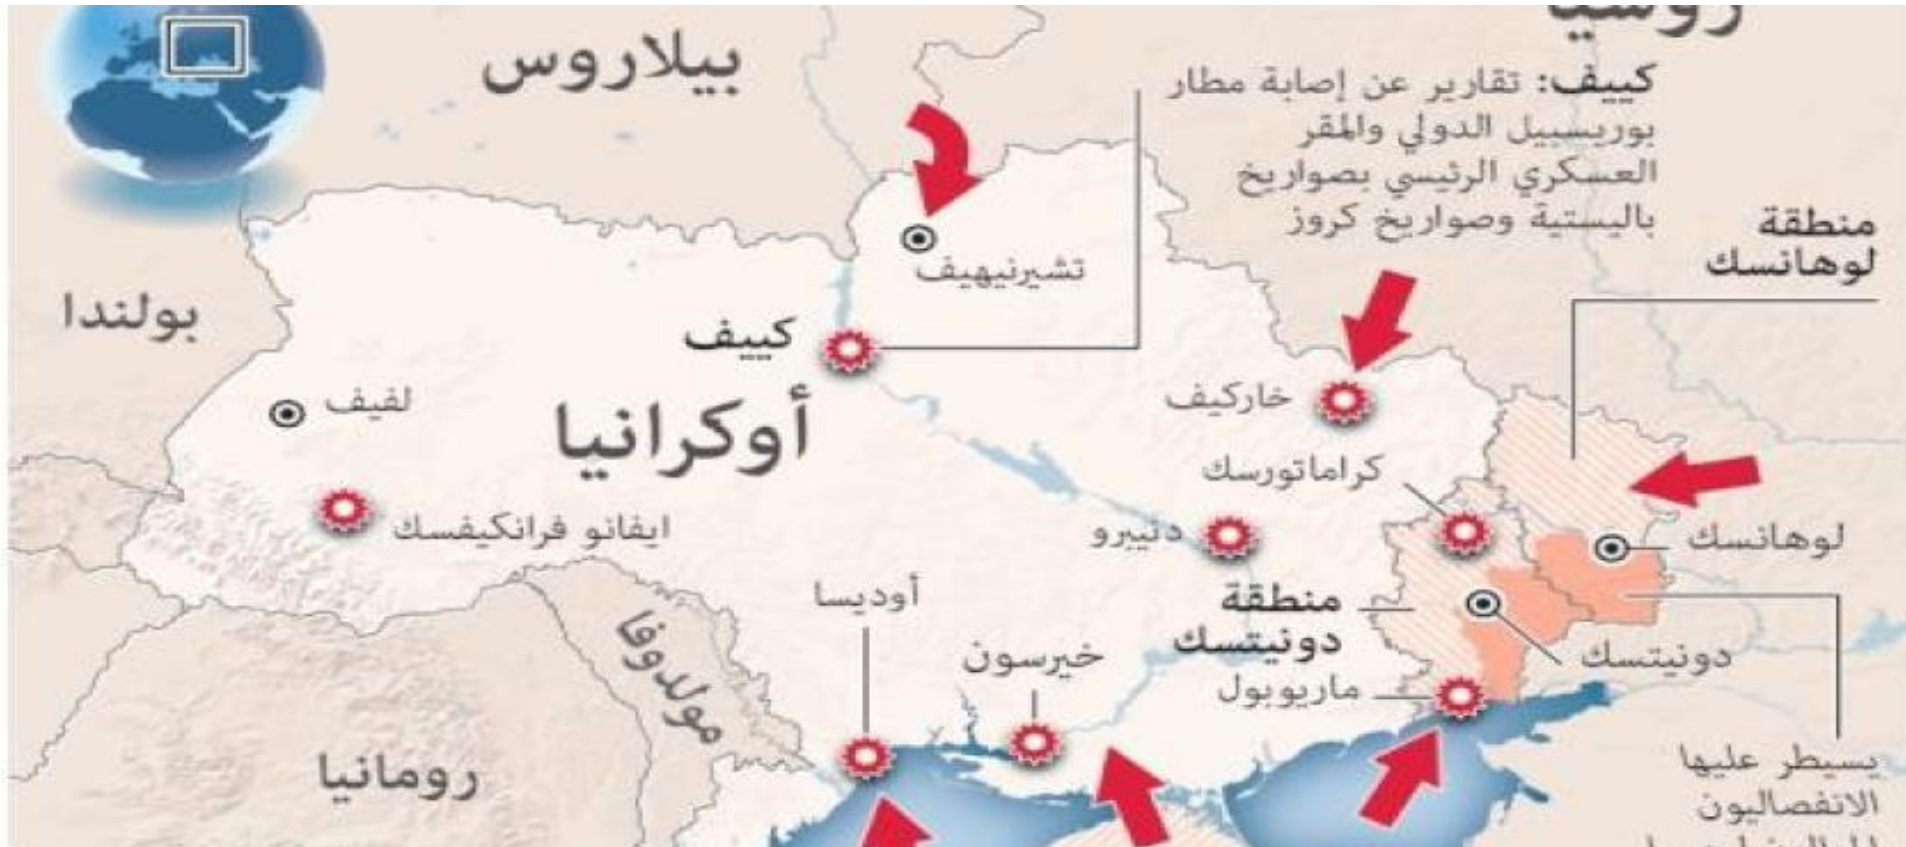 روسيا
بيلاروس
كييف: تقارير عن إصابة مطار
بوريسبيل الدولي والمقر
العسكري الرئيسي بصواريخ
باليستية وصواريخ كروز
منطقة
لوهانسك
تشيرنيهيف
بولندا
كييف
خاركيف
لفيف
أوكرانيا
كراماتورسك
ايفانو فرانكيفسك
دنيبرو
لوهانسك
أوديسا
منطقة
دونيتسك
مولدوفا
خيرسون
دونيتسك
ماريوبول
رومانيا
يسيطر عليها
الانفصاليون